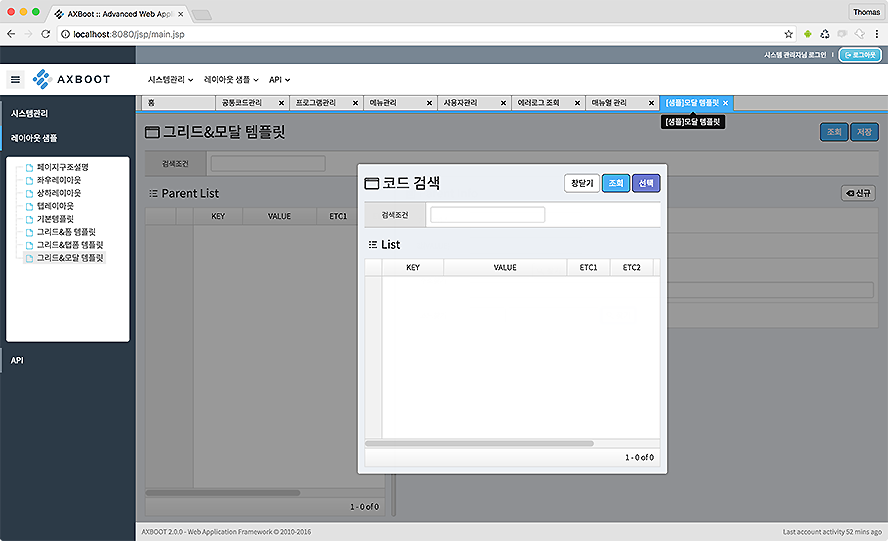 AXBoot :: Advanced Web Appl
Thomas
localhost:8080/jsp/main.jsp
시스템 관리자님 로그인
로그아웃
AXBOOT
시스템관리
레이아웃 샘플
API
홈
공통코드관리
프로그램관리
메뉴관리
사용자관리
에러로그 조회
매뉴얼 관리
[샘플]모달 템플릿
[샘플]모달 템플릿
시스템관리
레이아웃 샘플
페이지구조설명
좌우레이아웃
상하레이아웃
탭레이아웃
기본템플릿
그리드&폼 템플릿
그리드&탭폼 템플릿
그리드&모달 템플릿
API
그리드&모달 템플릿
조회
저장
검색조건
Parent List
신규
KEY
VALUE
ETC1
1 - 0 of 0
코드 검색
창닫기
조회
선택
검색조건
List
KEY
VALUE
ETC1
ETC2
1 - 0 of 0
AXBOOT 2.0.0 - Web Application Framework © 2010-2016
Last account activity 52 mins ago